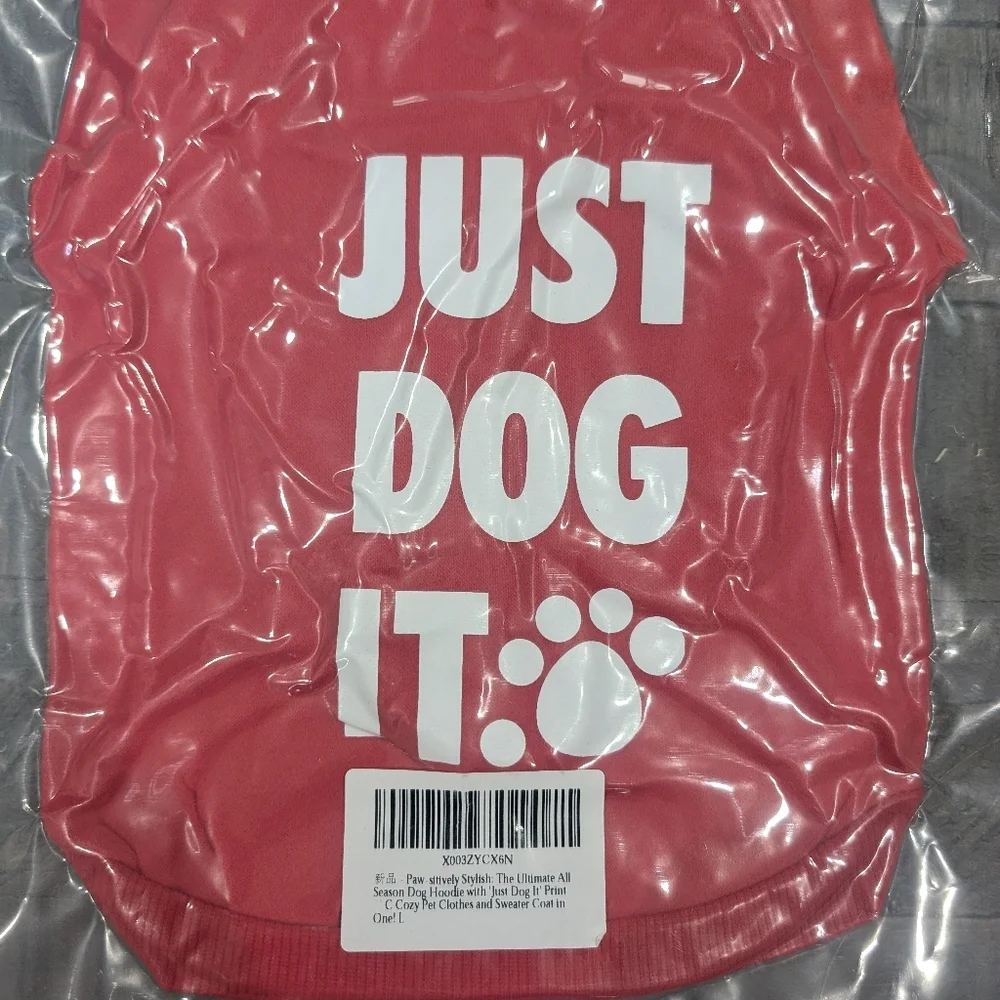 JUST
DOG
IT.
X003ZYCX6N
新品 - Paw-sitively Stylish: The Ultimate All
Season Dog Hoodie with 'Just Dog It' Print
C Cozy Pet Clothes and Sweater Coat in
One! L